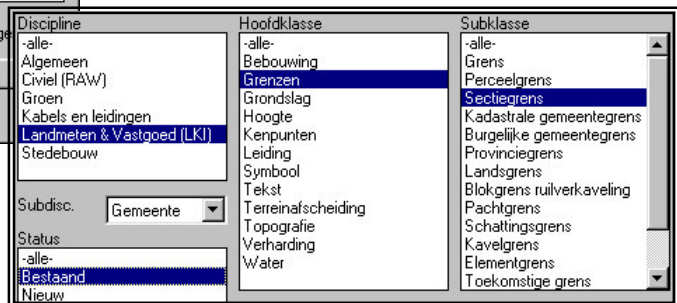 ge
Discipline
-alle-
Algemeen
Civiel (RAW)
Groen
Kabels en leidingen
Landmeten & Vastgoed (LKI)
Stedebouw
Subdisc. Gemeente
Status
-alle-
Bestaand
Nieuw
Hoofdklasse
-alle-
Bebouwing
Grenzen
Grondslag
Hoogte
Kenpunten
Leiding
Symbool
Tekst
Terreinafscheiding
Topografie
Verharding
Water
Subklasse
-alle-
Grens
Perceelgrens
Sectiegrens
Kadastrale gemeentegrens
Burgelijke gemeentegrens
Provinciegrens
Landsgrens
Blokgrens ruilverkaveling
Pachtgrens
Schattingsgrens
Kavelgrens
Elementgrens
Toekomstige grens